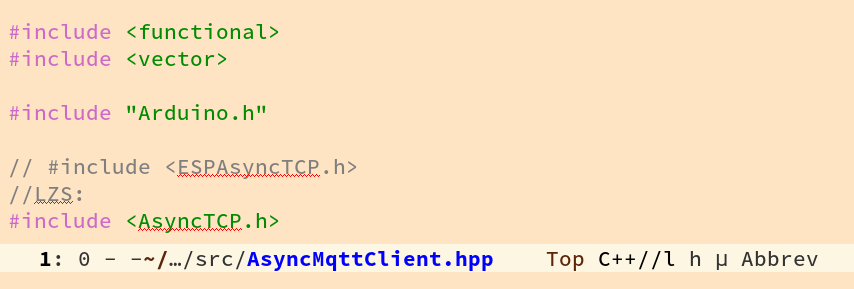 #include <functional>
#include <vector>
#include "Arduino.h"
// #include <ESPAsyncTCP.h>
//LZS:
#include <AsyncTCP.h>
1: 0 - -~/…/src/AsyncMqttClient.hpp Top C++//l h μ Abbrev